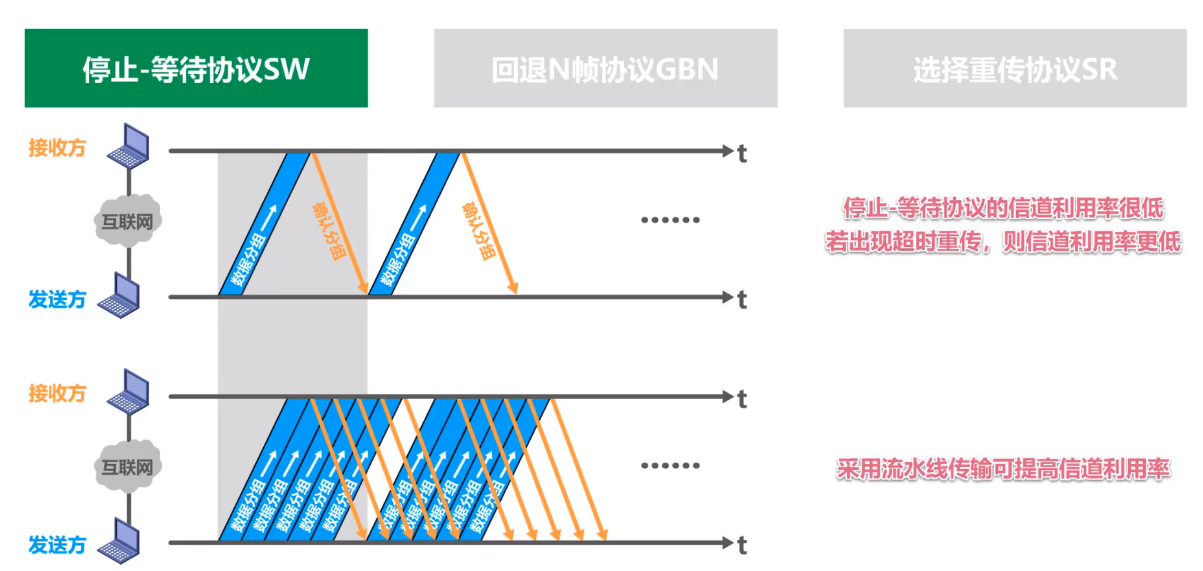 停止-等待协议SW
回退N帧协议GBN
选择重传协议SR
接收方
t
互联网
数据分组
确认分组
数据分组
确认分组
……
停止-等待协议的信道利用率很低
若出现超时重传，则信道利用率更低
发送方
t
接收方
t
互联网
数据分组
数据分组
数据分组
数据分组
数据分组
数据分组
数据分组
数据分组
数据分组
数据分组
……
采用流水线传输可提高信道利用率
发送方
t